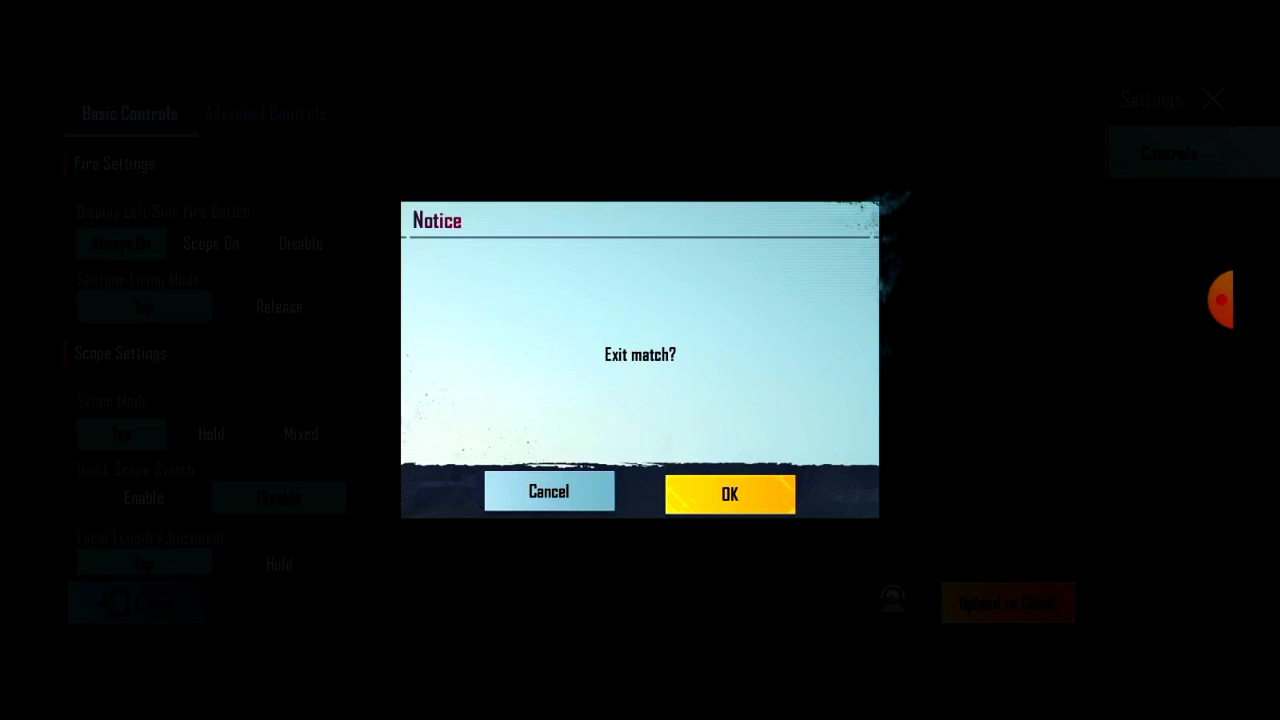 Settings
Basic Controls Advanced Controls
Controls
Fire Settings
Display Left-Side Fire Button
Always On Scope On Disable
Shotgun Firing Mode
Tap Release
Scope Settings
Scope Mode
Tap Hold Mixed
Quick Scope Switch
Enable Disable
Focal Length Adjustment
Tap Hold
Upload to Cloud
Notice
Exit match?
Cancel OK